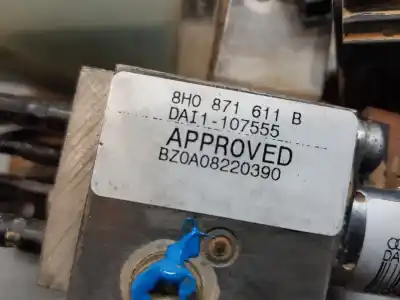 8H0 871 611 B
DAI1-107555
APPROVED
BZ0A08220390